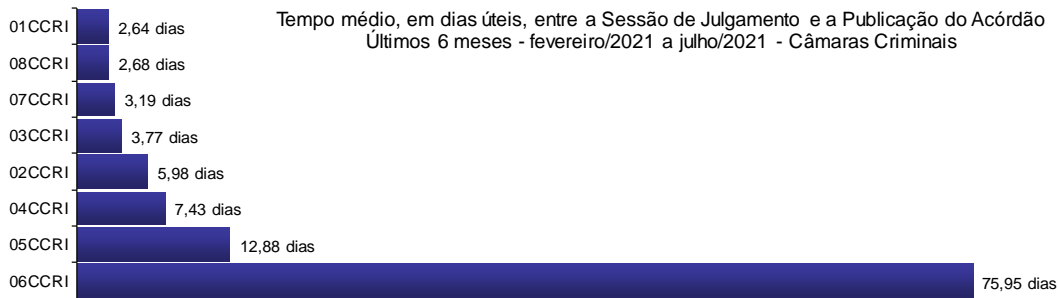 Tempo médio, em dias úteis, entre a Sessão de Julgamento e a Publicação do Acórdão
Últimos 6 meses - fevereiro/2021 a julho/2021 - Câmaras Criminais
01CCRI 2,64 dias
08CCRI 2,68 dias
07CCRI 3,19 dias
03CCRI 3,77 dias
02CCRI 5,98 dias
04CCRI 7,43 dias
05CCRI 12,88 dias
06CCRI 75,95 dias